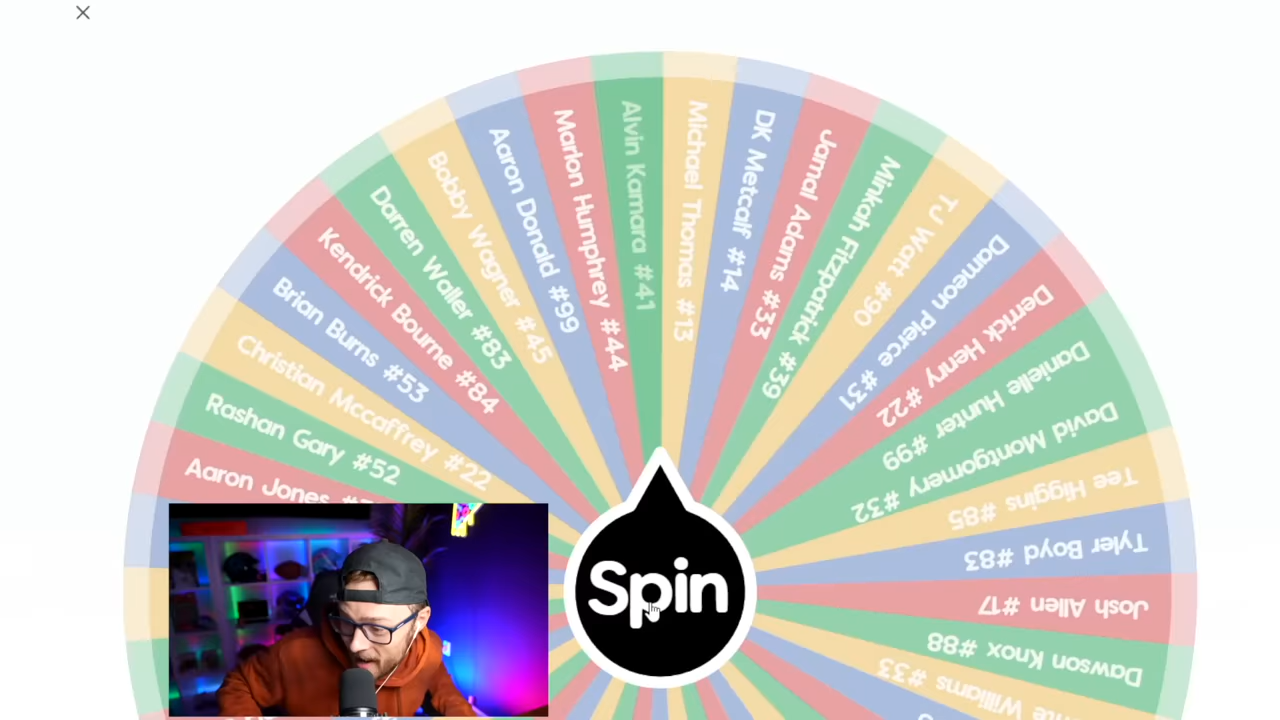 Aaron Jones
Rashan Gary #52
Christian Mccaffrey #22
Brian Burns #53
Kendrick Bourne #84
Darren Waller #83
Bobby Wagner #45
Aaron Donald #99
Marlon Humphrey #44
Alvin Kamara #41
Michael Thomas #13
DK Metcalf #14
Jamal Adams #33
Minkah Fitzpatrick #39
TJ Watt #90
Dameon Pierce #31
Derrick Henry #22
Danielle Hunter #99
David Montgomery #32
Tee Higgins #85
Tyler Boyd #83
Josh Allen #17
Dawson Knox #88
Williams #33
Spin